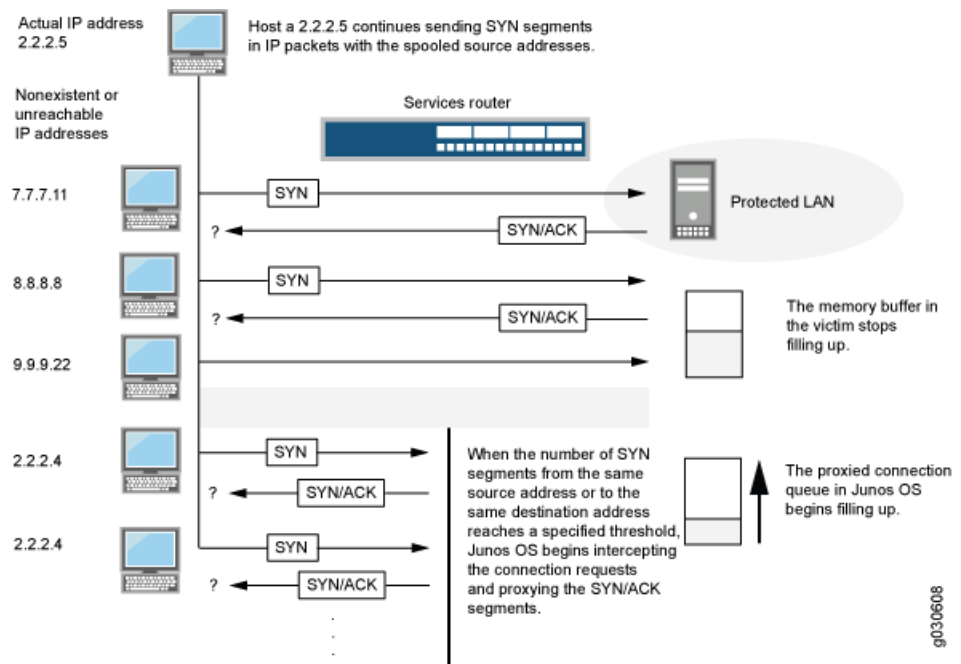 Actual IP address
2.2.2.5
Host a 2.2.2.5 continues sending SYN segments
in IP packets with the spooled source addresses.
Nonexistent or
unreachable
IP addresses
Services router
7.7.7.11
SYN
Protected LAN
?
SYN/ACK
8.8.8.8
SYN
?
SYN/ACK
The memory buffer in
the victim stops
filling up.
9.9.9.22
2.2.2.4
SYN
?
SYN/ACK
When the number of SYN
segments from the same
source address or to the
same destination address
reaches a specified threshold,
Junos OS begins intercepting
the connection requests
and proxying the SYN/ACK
segments.
The proxied connection
queue in Junos OS
begins filling up.
2.2.2.4
SYN
?
SYN/ACK
g030608